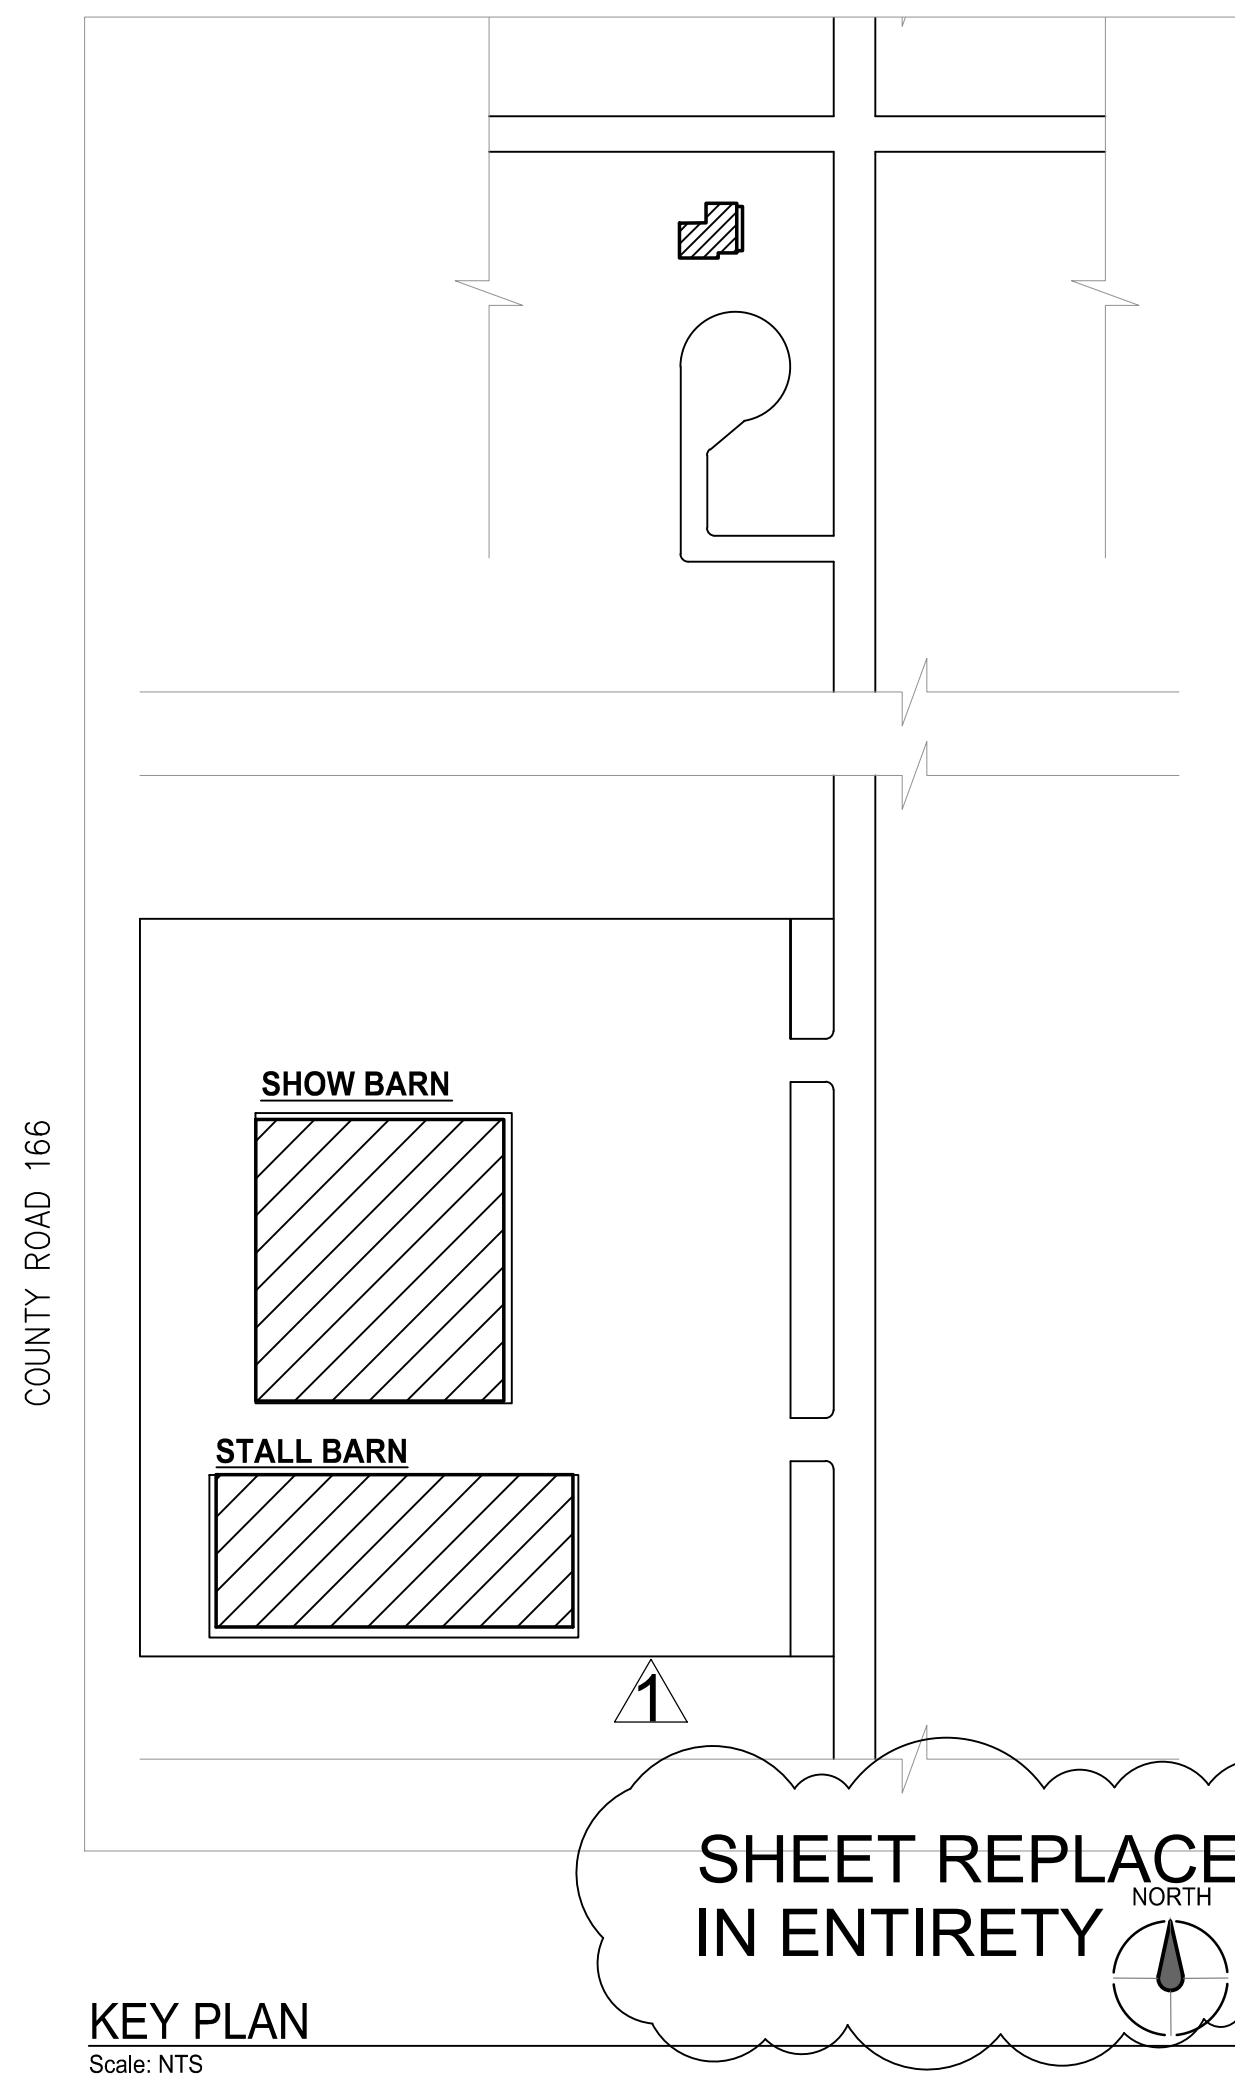 SHOW BARN
COUNTY ROAD 166
STALL BARN
1
SHEET REPLACE
IN ENTIRETY
NORTH
KEY PLAN
Scale: NTS